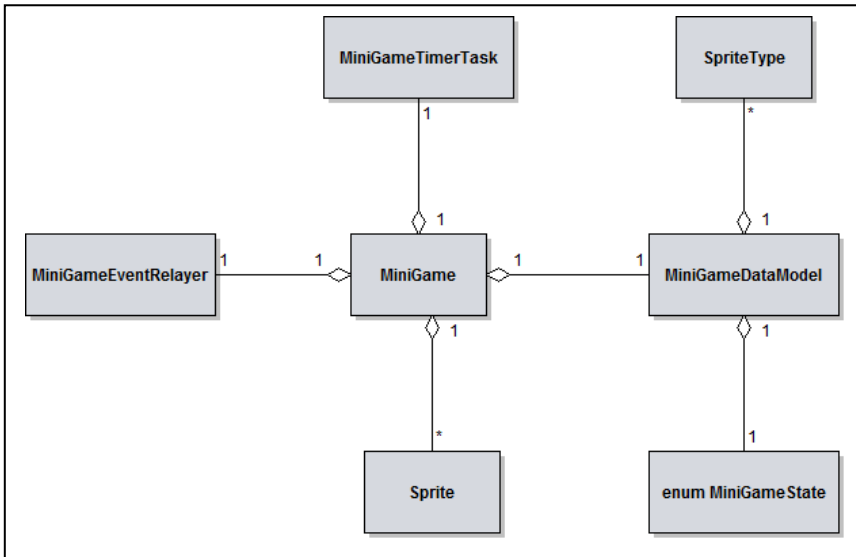 MiniGameTimerTask
SpriteType
1
*
1
1
MiniGameEventRelayer
1
1
MiniGame
1
1
MiniGameDataModel
1
1
*
1
Sprite
enum MiniGameState